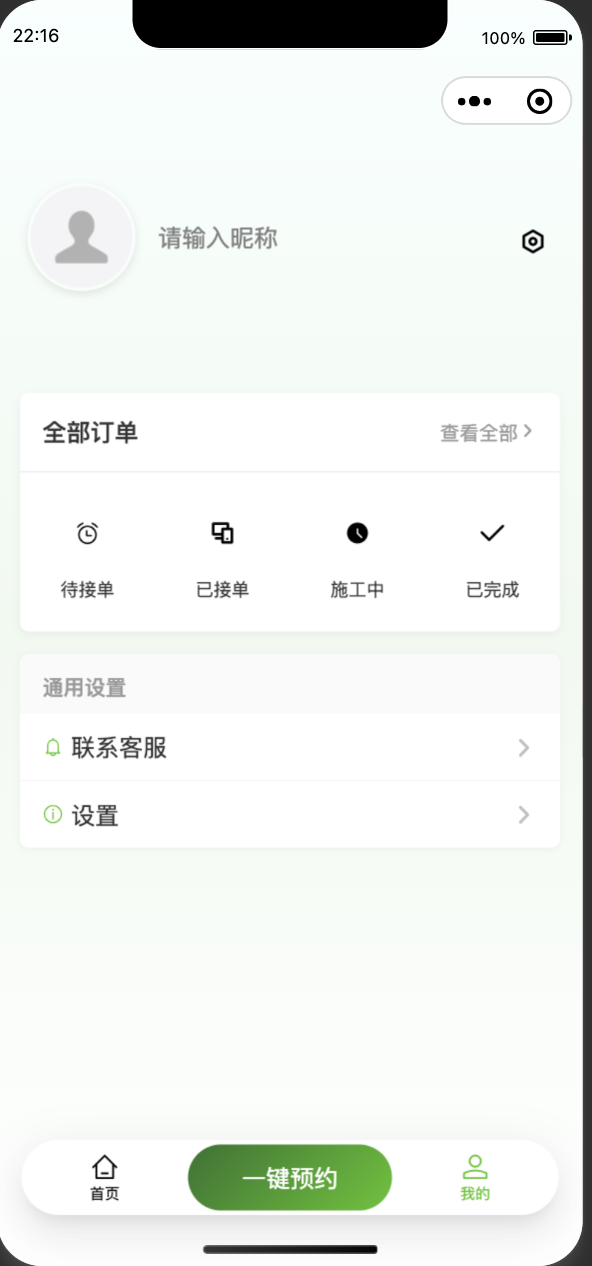 22:16
100%
请输入昵称
全部订单
查看全部
待接单
已接单
施工中
已完成
通用设置
联系客服
设置
首页
一键预约
我的